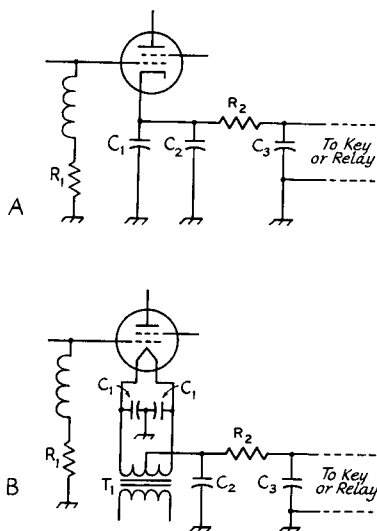 R2
C1
C2
C3
To Key
or Relay
R1
A
C1
C1
R2
R1
C2
C3
To Key
or Relay
B
T1